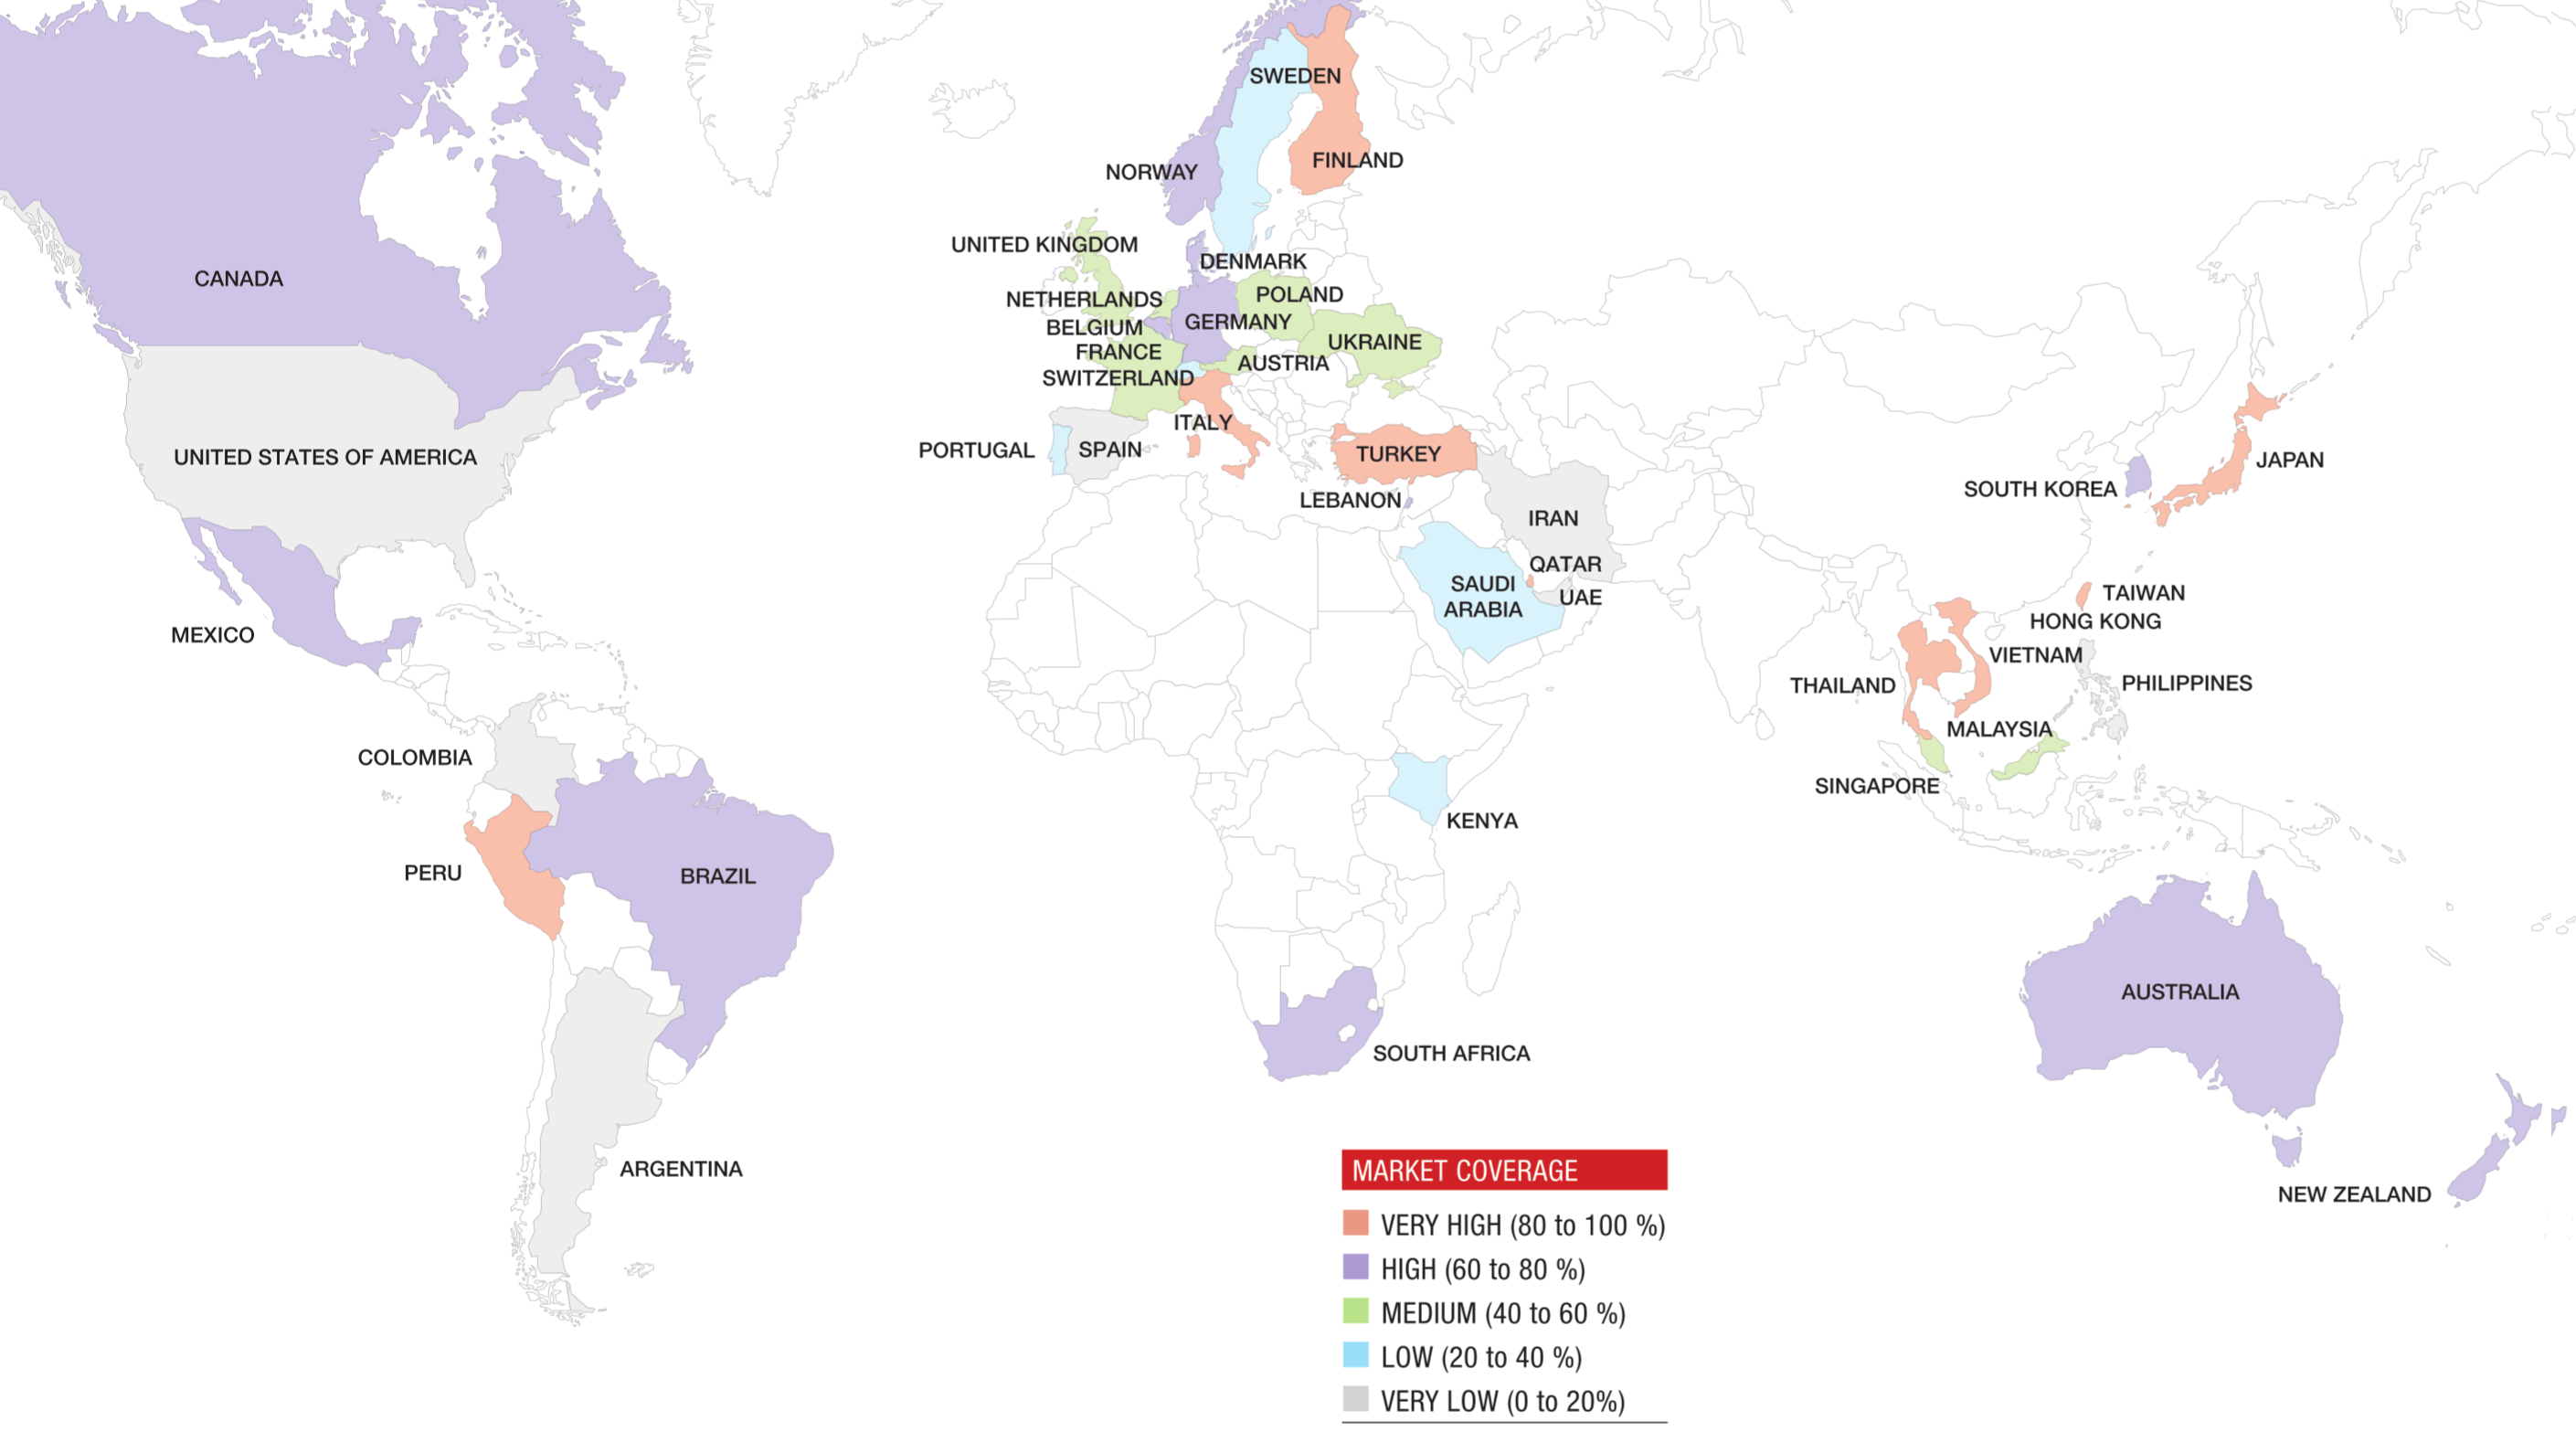 SWEDEN
FINLAND
NORWAY
UNITED KINGDOM
DENMARK
CANADA
NETHERLANDS
POLAND
BELGIUM
GERMANY
UKRAINE
FRANCE
AUSTRIA
SWITZERLAND
ITALY
PORTUGAL
SPAIN
TURKEY
UNITED STATES OF AMERICA
JAPAN
SOUTH KOREA
LEBANON
IRAN
QATAR
SAUDI
ARABIA
UAE
TAIWAN
HONG KONG
MEXICO
VIETNAM
THAILAND
PHILIPPINES
MALAYSIA
COLOMBIA
SINGAPORE
KENYA
PERU
BRAZIL
AUSTRALIA
SOUTH AFRICA
ARGENTINA
NEW ZEALAND
MARKET COVERAGE
VERY HIGH (80 to 100 %)
HIGH (60 to 80 %)
MEDIUM (40 to 60 %)
LOW (20 to 40 %)
VERY LOW (0 to 20%)